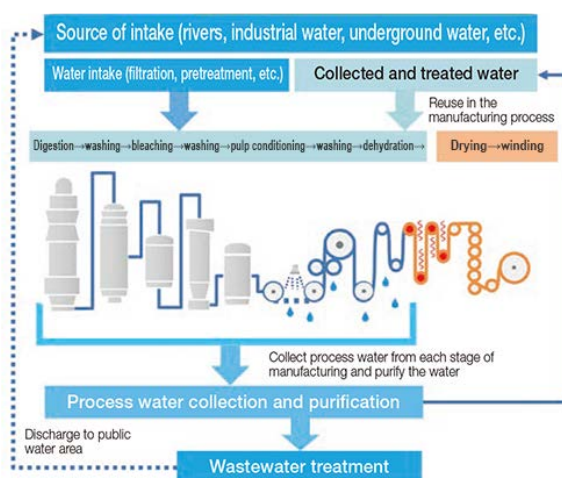 Source of intake (rivers, industrial water, underground water, etc.)
Water intake (filtration, pretreatment, etc.)
Collected and treated water
Reuse in the
manufacturing process
Digestion→washing→bleaching→washing→pulp conditioning→washing→dehydration→
Drying→winding
Collect process water from each stage of
manufacturing and purify the water
Process water collection and purification
Discharge to public
water area
Wastewater treatment